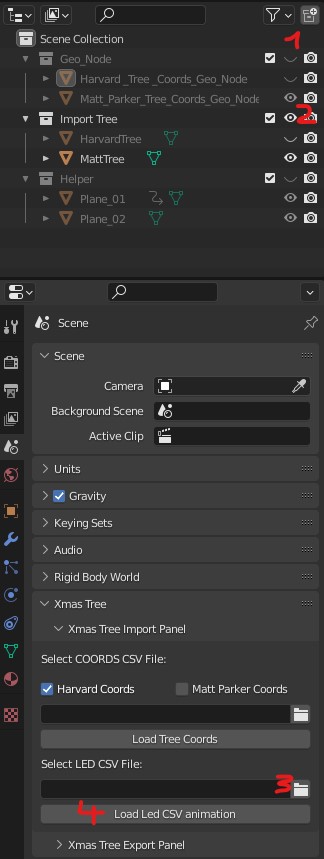 1
Scene Collection
Geo_Node
Harvard _Tree _Coords_Geo_Node
Matt_Parker_Tree_Coords_Geo_Node
2
Import Tree
HarvardTree
MattTree
Helper
Plane_01
Plane_02
Scene
Scene
Camera
Background Scene
Active Clip
Units
Gravity
Keying Sets
Audio
Rigid Body World
Xmas Tree
Xmas Tree Import Panel
Select COORDS CSV File:
Harvard Coords Matt Parker Coords
Load Tree Coords
Select LED CSV File:
3
4 Load Led CSV animation
Xmas Tree Export Panel